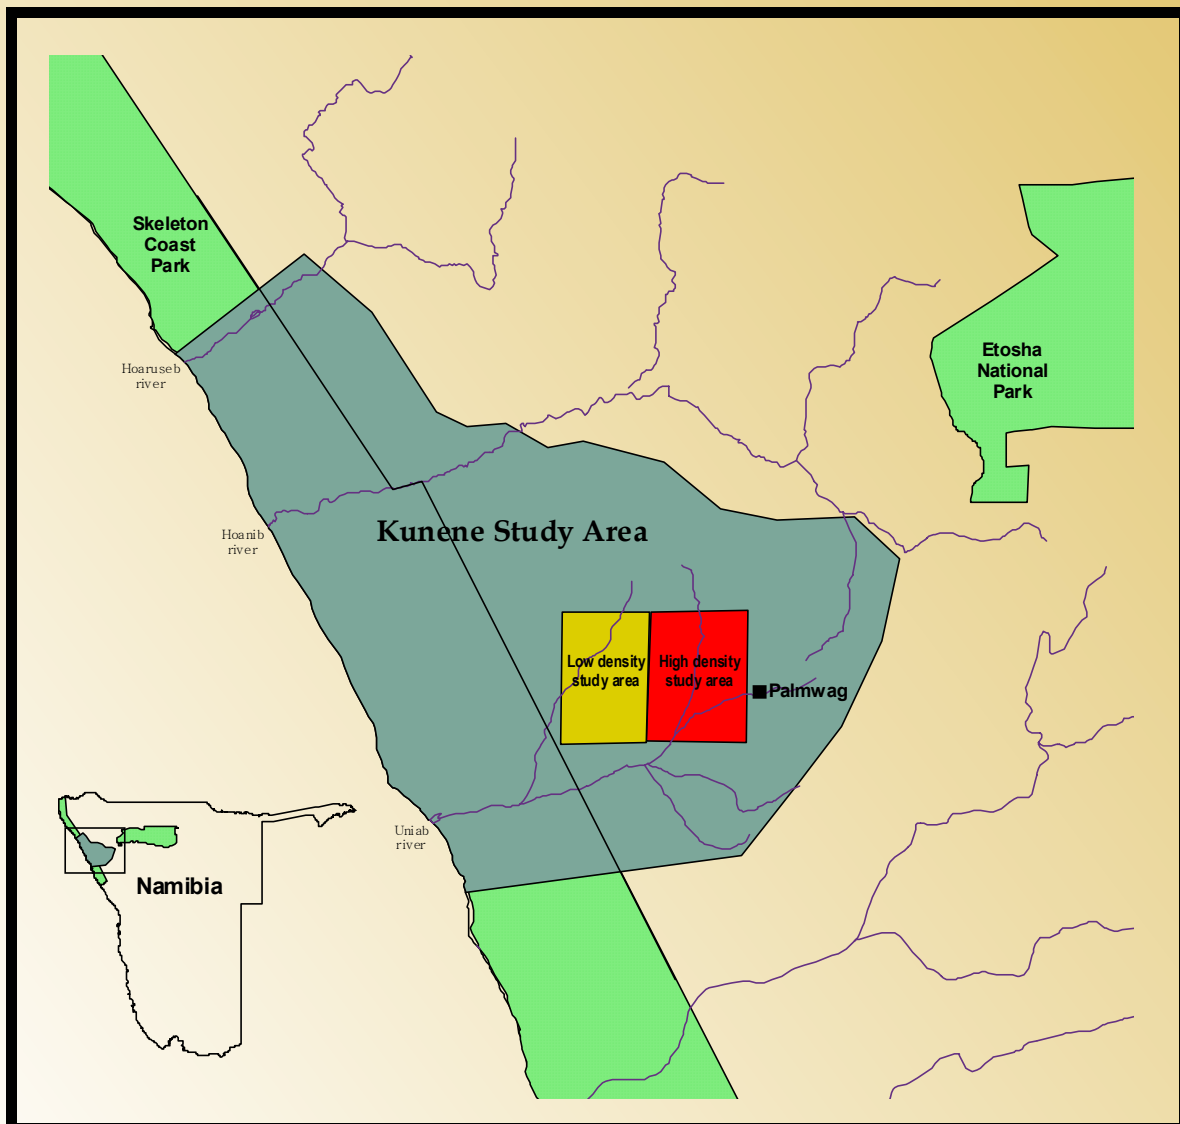 Skeleton
Coast
Park
Etosha
National
Park
Hoaruseb
river
Hoanib
river
Kunene Study Area
Low density
study area
High density
study area
Palmwag
Uniab
river
Namibia